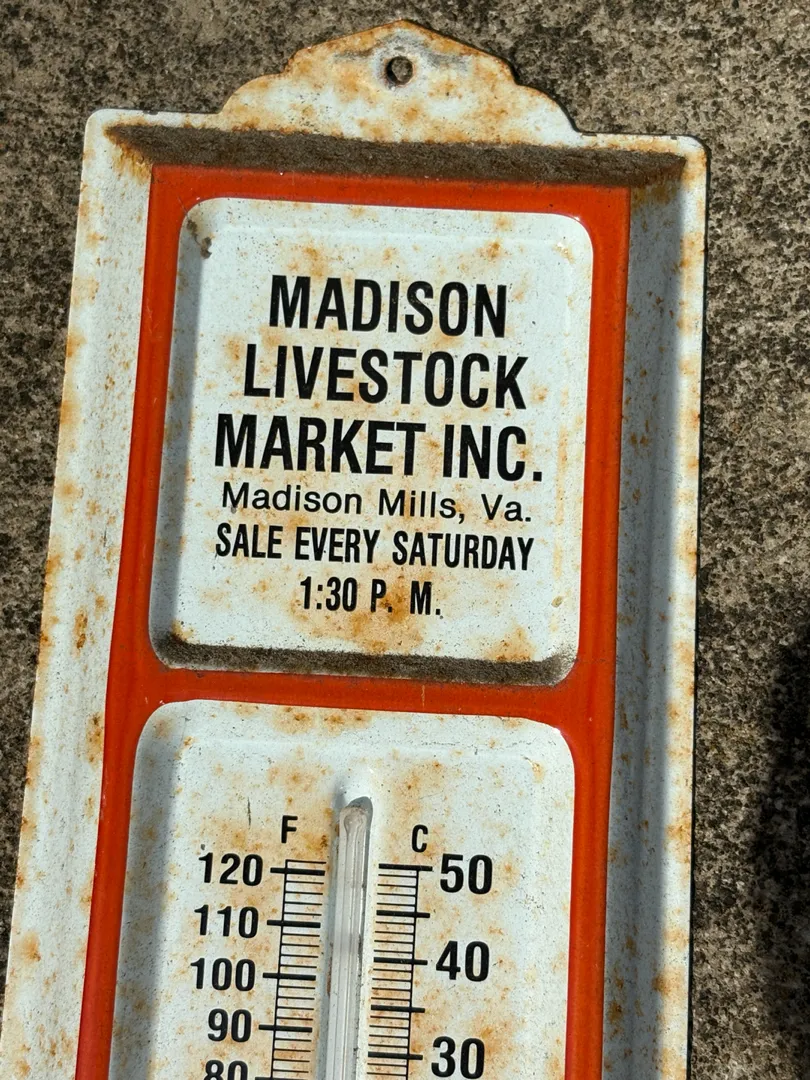 MADISON
LIVESTOCK
MARKET INC.
Madison Mills, Va.
SALE EVERY SATURDAY
1:30 P. M.
F C
120 50
110
100 40
90
80 30